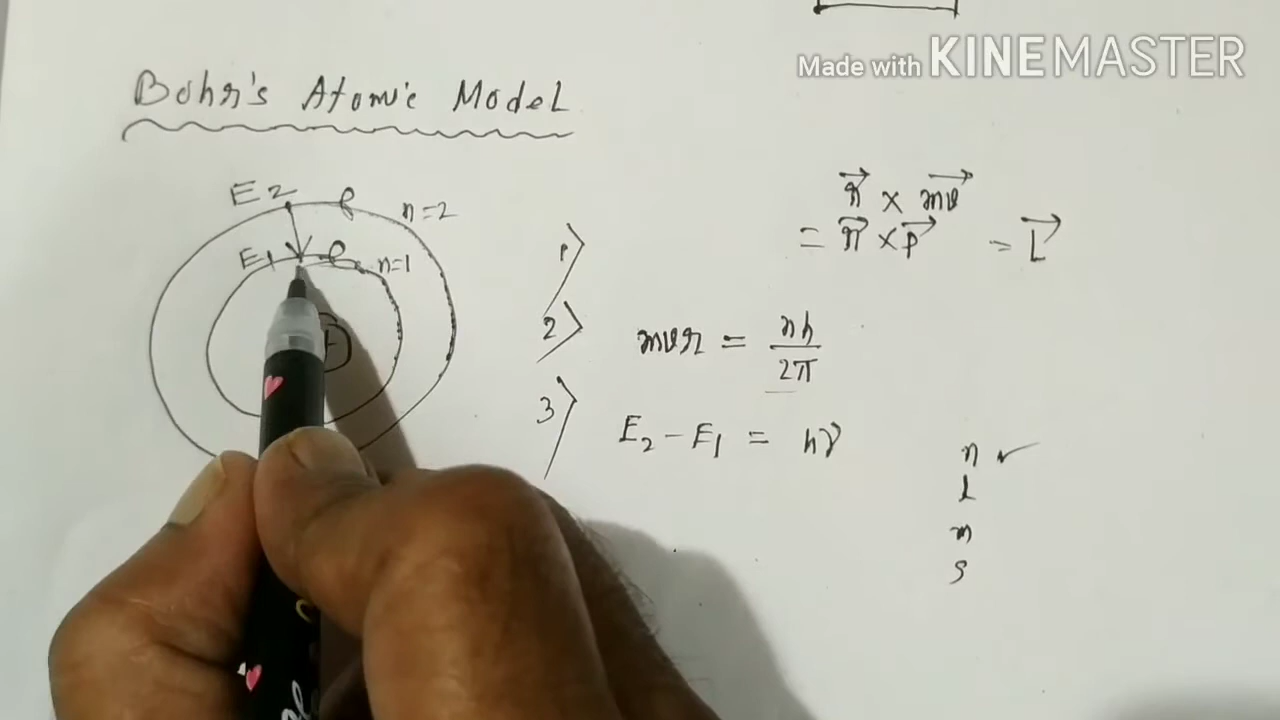 Made with KINEMASTER
Bohr's Atomic Model
E2
n=2
E1
n=1
+
1>
r⃗ × mv⃗
= r⃗ × p⃗ = L⃗
2> mvr = nh/2π
3> E₂ - E₁ = hν
n ✓
l
m
s